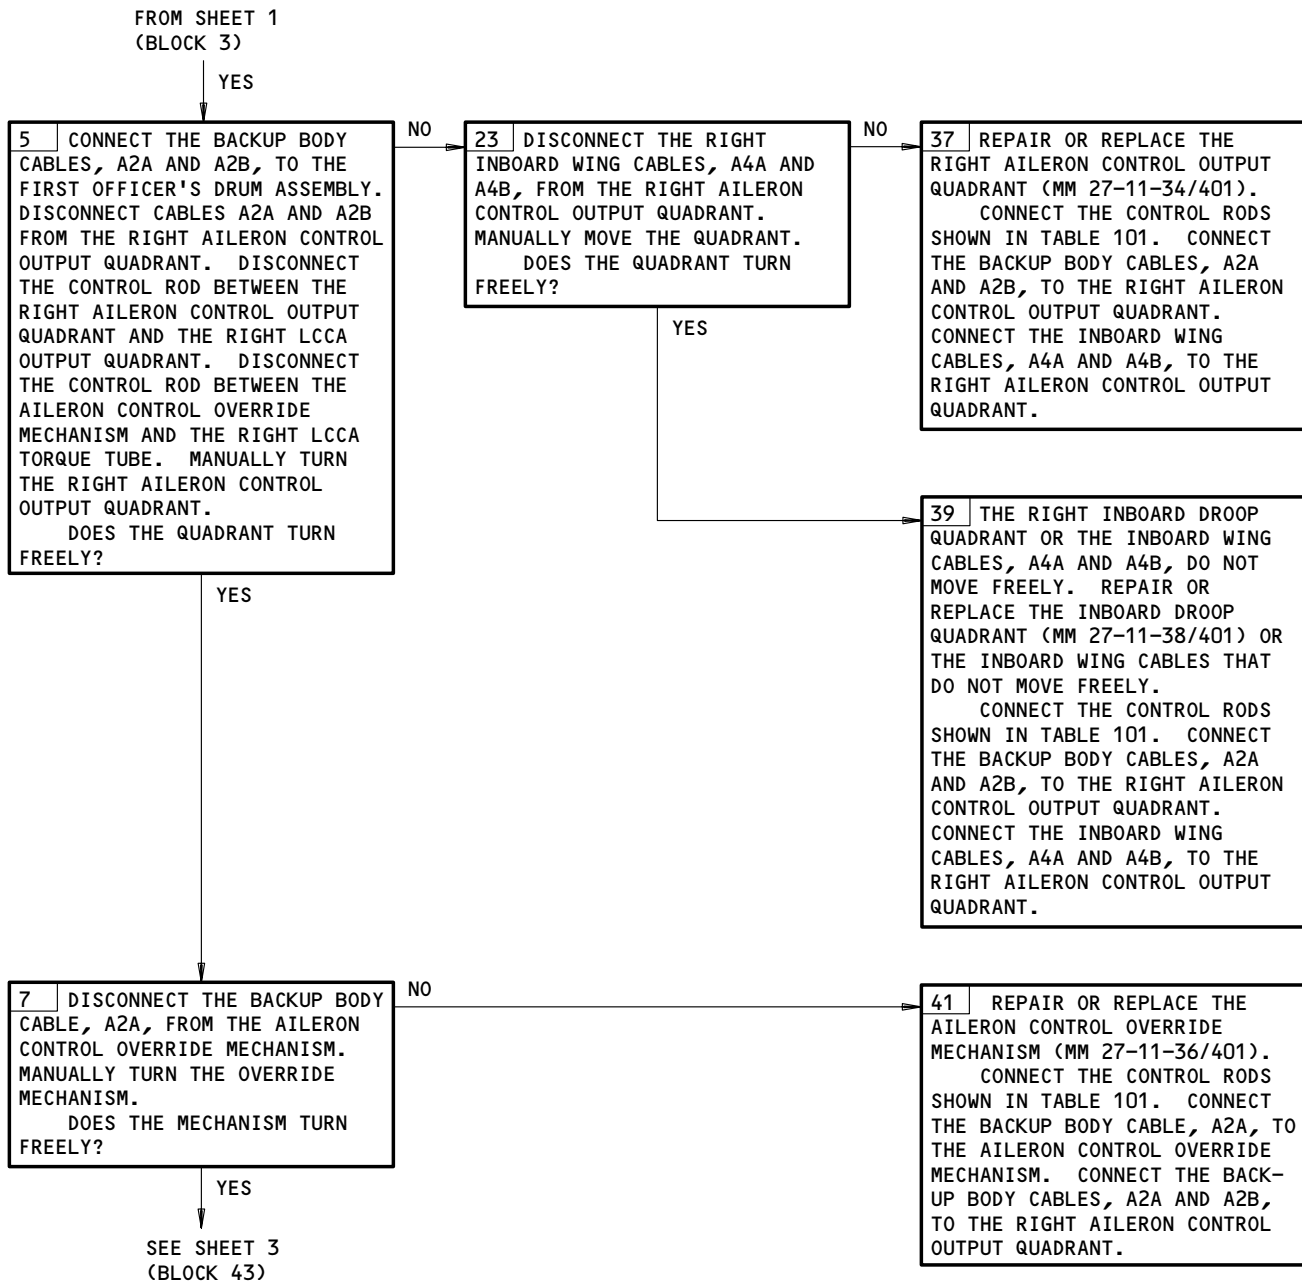 FROM SHEET 1
(BLOCK 3)
YES
5 CONNECT THE BACKUP BODY
CABLES, A2A AND A2B, TO THE
FIRST OFFICER'S DRUM ASSEMBLY.
DISCONNECT CABLES A2A AND A2B
FROM THE RIGHT AILERON CONTROL
OUTPUT QUADRANT. DISCONNECT
THE CONTROL ROD BETWEEN THE
RIGHT AILERON CONTROL OUTPUT
QUADRANT AND THE RIGHT LCCA
OUTPUT QUADRANT. DISCONNECT
THE CONTROL ROD BETWEEN THE
AILERON CONTROL OVERRIDE
MECHANISM AND THE RIGHT LCCA
TORQUE TUBE. MANUALLY TURN
THE RIGHT AILERON CONTROL
OUTPUT QUADRANT.
DOES THE QUADRANT TURN
FREELY?
NO
23 DISCONNECT THE RIGHT
INBOARD WING CABLES, A4A AND
A4B, FROM THE RIGHT AILERON
CONTROL OUTPUT QUADRANT.
MANUALLY MOVE THE QUADRANT.
DOES THE QUADRANT TURN
FREELY?
NO
37 REPAIR OR REPLACE THE
RIGHT AILERON CONTROL OUTPUT
QUADRANT (MM 27-11-34/401).
CONNECT THE CONTROL RODS
SHOWN IN TABLE 101. CONNECT
THE BACKUP BODY CABLES, A2A
AND A2B, TO THE RIGHT AILERON
CONTROL OUTPUT QUADRANT.
CONNECT THE INBOARD WING
CABLES, A4A AND A4B, TO THE
RIGHT AILERON CONTROL OUTPUT
QUADRANT.
YES
39 THE RIGHT INBOARD DROOP
QUADRANT OR THE INBOARD WING
CABLES, A4A AND A4B, DO NOT
MOVE FREELY. REPAIR OR
REPLACE THE INBOARD DROOP
QUADRANT (MM 27-11-38/401) OR
THE INBOARD WING CABLES THAT
DO NOT MOVE FREELY.
CONNECT THE CONTROL RODS
SHOWN IN TABLE 101. CONNECT
THE BACKUP BODY CABLES, A2A
AND A2B, TO THE RIGHT AILERON
CONTROL OUTPUT QUADRANT.
CONNECT THE INBOARD WING
CABLES, A4A AND A4B, TO THE
RIGHT AILERON CONTROL OUTPUT
QUADRANT.
YES
7 DISCONNECT THE BACKUP BODY
CABLE, A2A, FROM THE AILERON
CONTROL OVERRIDE MECHANISM.
MANUALLY TURN THE OVERRIDE
MECHANISM.
DOES THE MECHANISM TURN
FREELY?
NO
41 REPAIR OR REPLACE THE
AILERON CONTROL OVERRIDE
MECHANISM (MM 27-11-36/401).
CONNECT THE CONTROL RODS
SHOWN IN TABLE 101. CONNECT
THE BACKUP BODY CABLE, A2A, TO
THE AILERON CONTROL OVERRIDE
MECHANISM. CONNECT THE BACK-
UP BODY CABLES, A2A AND A2B,
TO THE RIGHT AILERON CONTROL
OUTPUT QUADRANT.
YES
SEE SHEET 3
(BLOCK 43)